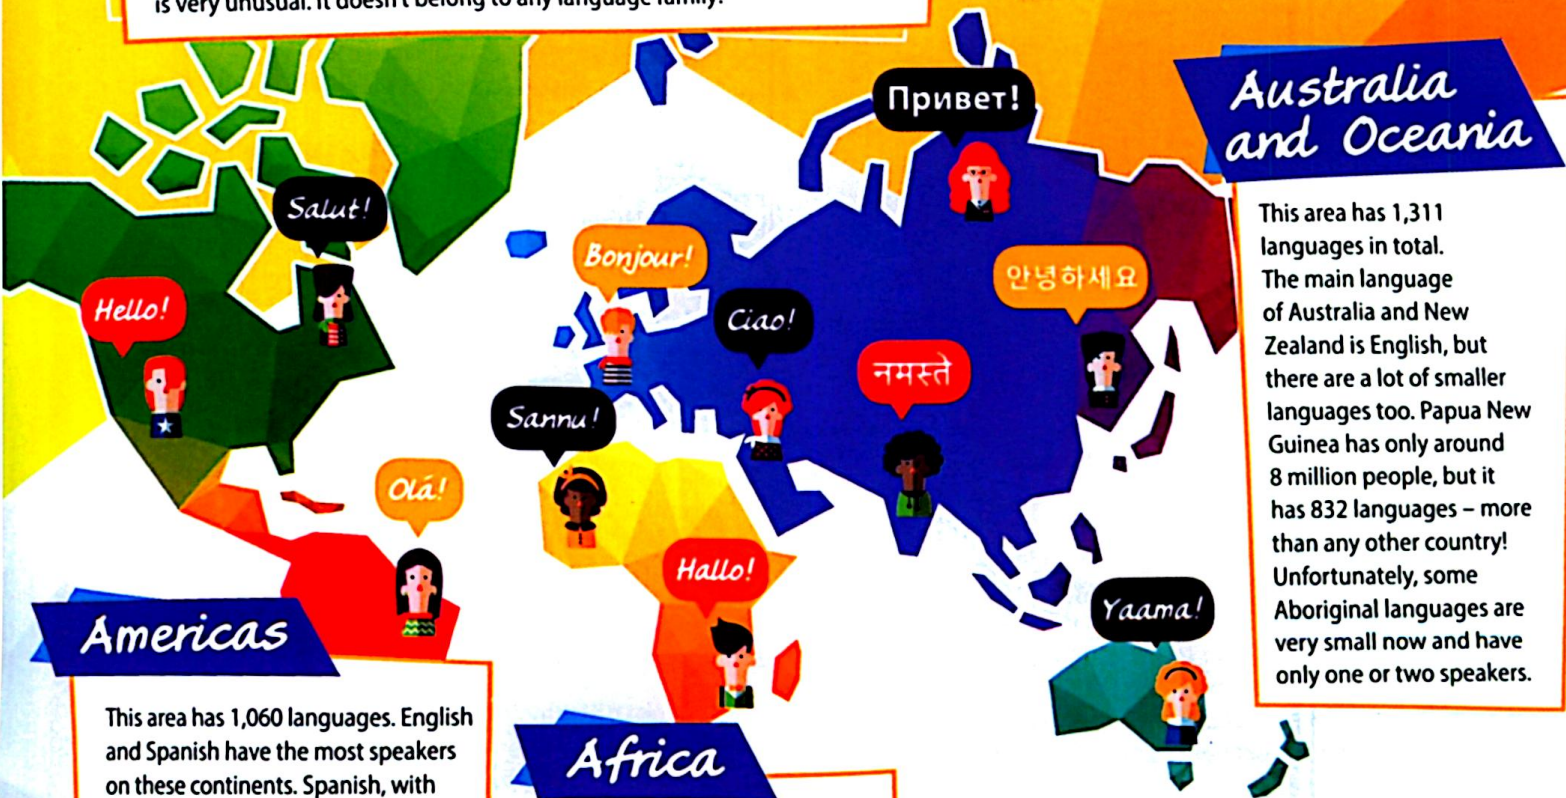 is very unusual. It doesn't belong to any language family!
Привет!
Salut!
Bonjour!
안녕하세요
Hello!
Ciao!
नमस्ते
Sannu!
Olá!
Hallo!
Yaama!
Australia
and Oceania
This area has 1,311
languages in total.
The main language
of Australia and New
Zealand is English, but
there are a lot of smaller
languages too. Papua New
Guinea has only around
8 million people, but it
has 832 languages – more
than any other country!
Unfortunately, some
Aboriginal languages are
very small now and have
only one or two speakers.
Americas
This area has 1,060 languages. English
and Spanish have the most speakers
on these continents. Spanish, with
Africa